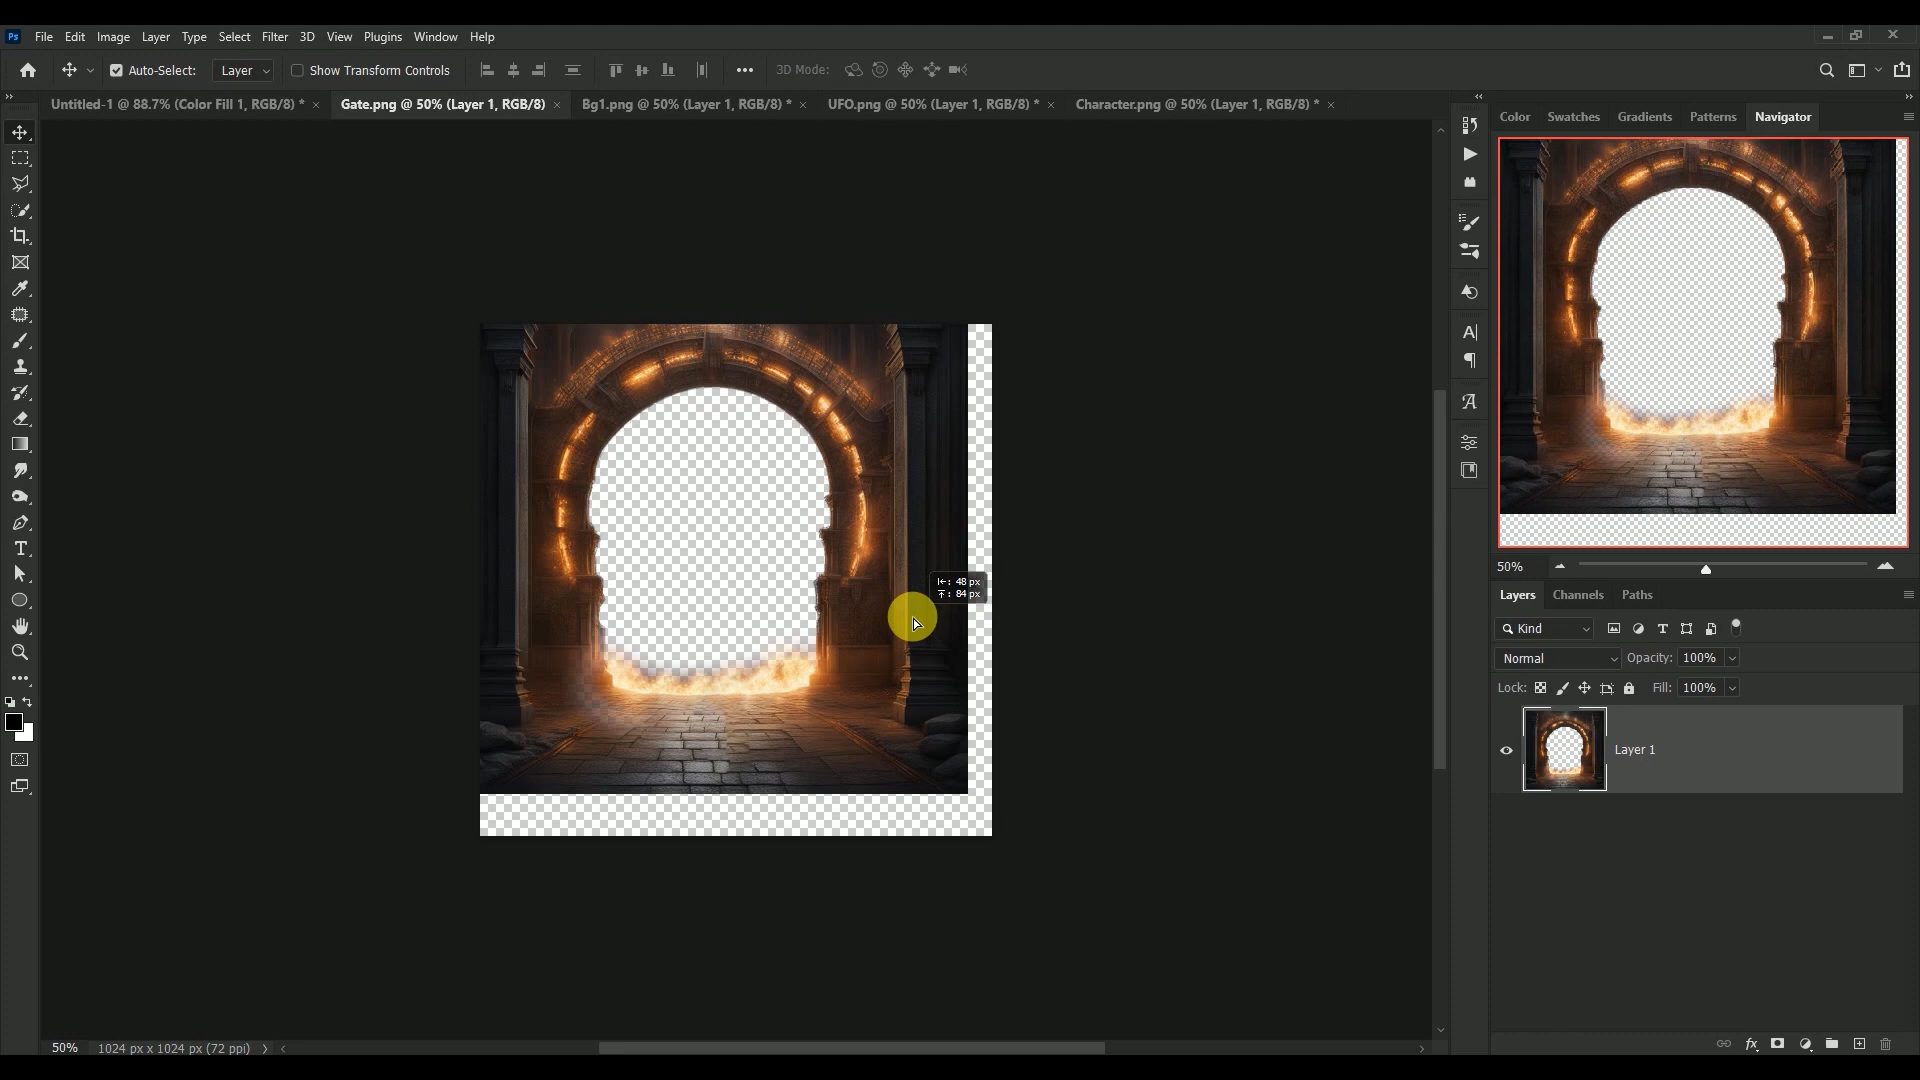 Ps File Edit Image Layer Type Select Filter 3D View Plugins Window Help
Auto-Select: Layer Show Transform Controls 3D Mode:
Untitled-1 @ 88.7% (Color Fill 1, RGB/8) * × Gate.png @ 50% (Layer 1, RGB/8) × Bg1.png @ 50% (Layer 1, RGB/8) * × UFO.png @ 50% (Layer 1, RGB/8) * × Character.png @ 50% (Layer 1, RGB/8) * ×
Color Swatches Gradients Patterns Navigator
50%
Layers Channels Paths
Kind
Normal Opacity: 100%
Lock: Fill: 100%
Layer 1
: 48 px
: 84 px
50% 1024 px x 1024 px (72 ppi)